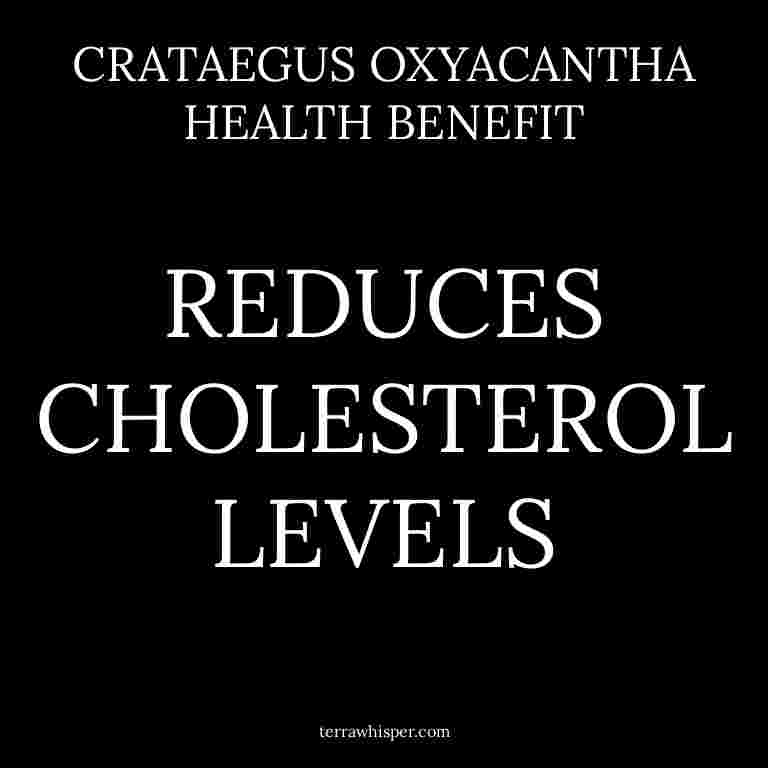 CRATAEGUS OXYACANTHA
HEALTH BENEFIT
REDUCES
CHOLESTEROL
LEVELS
terrawhisper.com